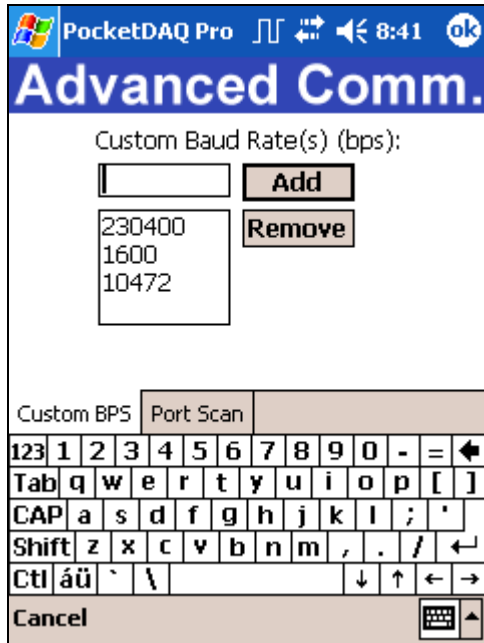 PocketDAQ Pro 8:41 ok
Advanced Comm.
Custom Baud Rate(s) (bps):
Add
230400
1600
10472
Remove
Custom BPS Port Scan
123 1 2 3 4 5 6 7 8 9 0 - = ←
Tab q w e r t y u i o p [ ]
CAP a s d f g h j k l ; '
Shift z x c v b n m , . / ↵
Ctl áü ` \ ↓ ↑ ← →
Cancel